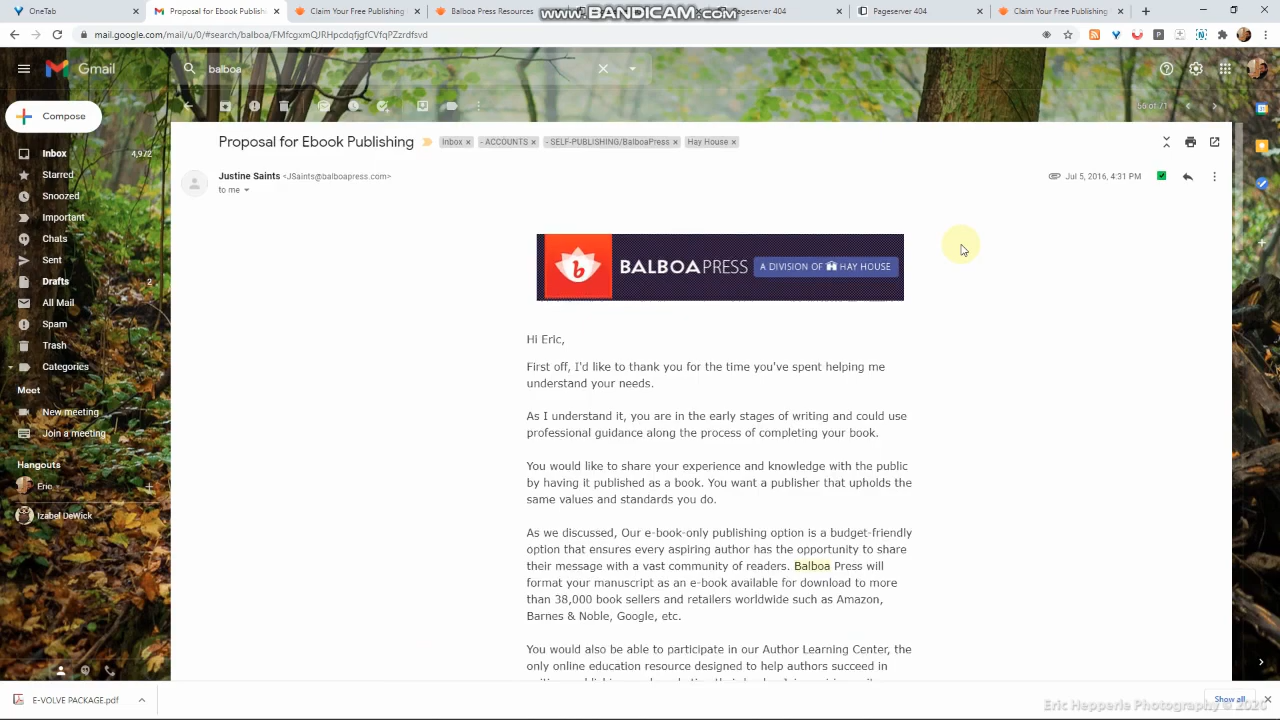 www.BANDICAM.com
OneTab
Proposal for Ebook Publishing
Claim Your Free Publishing
Balboa Press Resources
Pageserver 404
Pageserver 404
Claim Your Free Publishing
mail.google.com/mail/u/0/#search/balboa/FMfcgxmQJRHpcdqfjgfCVfqPZzrdfsvd
Gmail
balboa
Compose
56 of 71
Proposal for Ebook Publishing
Inbox x
- ACCOUNTS x
- SELF-PUBLISHING/BalboaPress x
Hay House x
Inbox 4,972
Starred
Snoozed
Important
Chats
Sent
Drafts 2
All Mail
Spam
Trash
Categories
Meet
New meeting
Join a meeting
Hangouts
Eric
Izabel DeWick
Justine Saints <JSaints@balboapress.com>
Jul 5, 2016, 4:31 PM
to me
b BALBOAPRESS A DIVISION OF HAY HOUSE
Hi Eric,
First off, I'd like to thank you for the time you've spent helping me
understand your needs.
As I understand it, you are in the early stages of writing and could use
professional guidance along the process of completing your book.
You would like to share your experience and knowledge with the public
by having it published as a book. You want a publisher that upholds the
same values and standards you do.
As we discussed, Our e-book-only publishing option is a budget-friendly
option that ensures every aspiring author has the opportunity to share
their message with a vast community of readers. Balboa Press will
format your manuscript as an e-book available for download to more
than 38,000 book sellers and retailers worldwide such as Amazon,
Barnes & Noble, Google, etc.
You would also be able to participate in our Author Learning Center, the
only online education resource designed to help authors succeed in
E-VOLVE PACKAGE.pdf
Show all
Eric Hepperle Photography © 2020